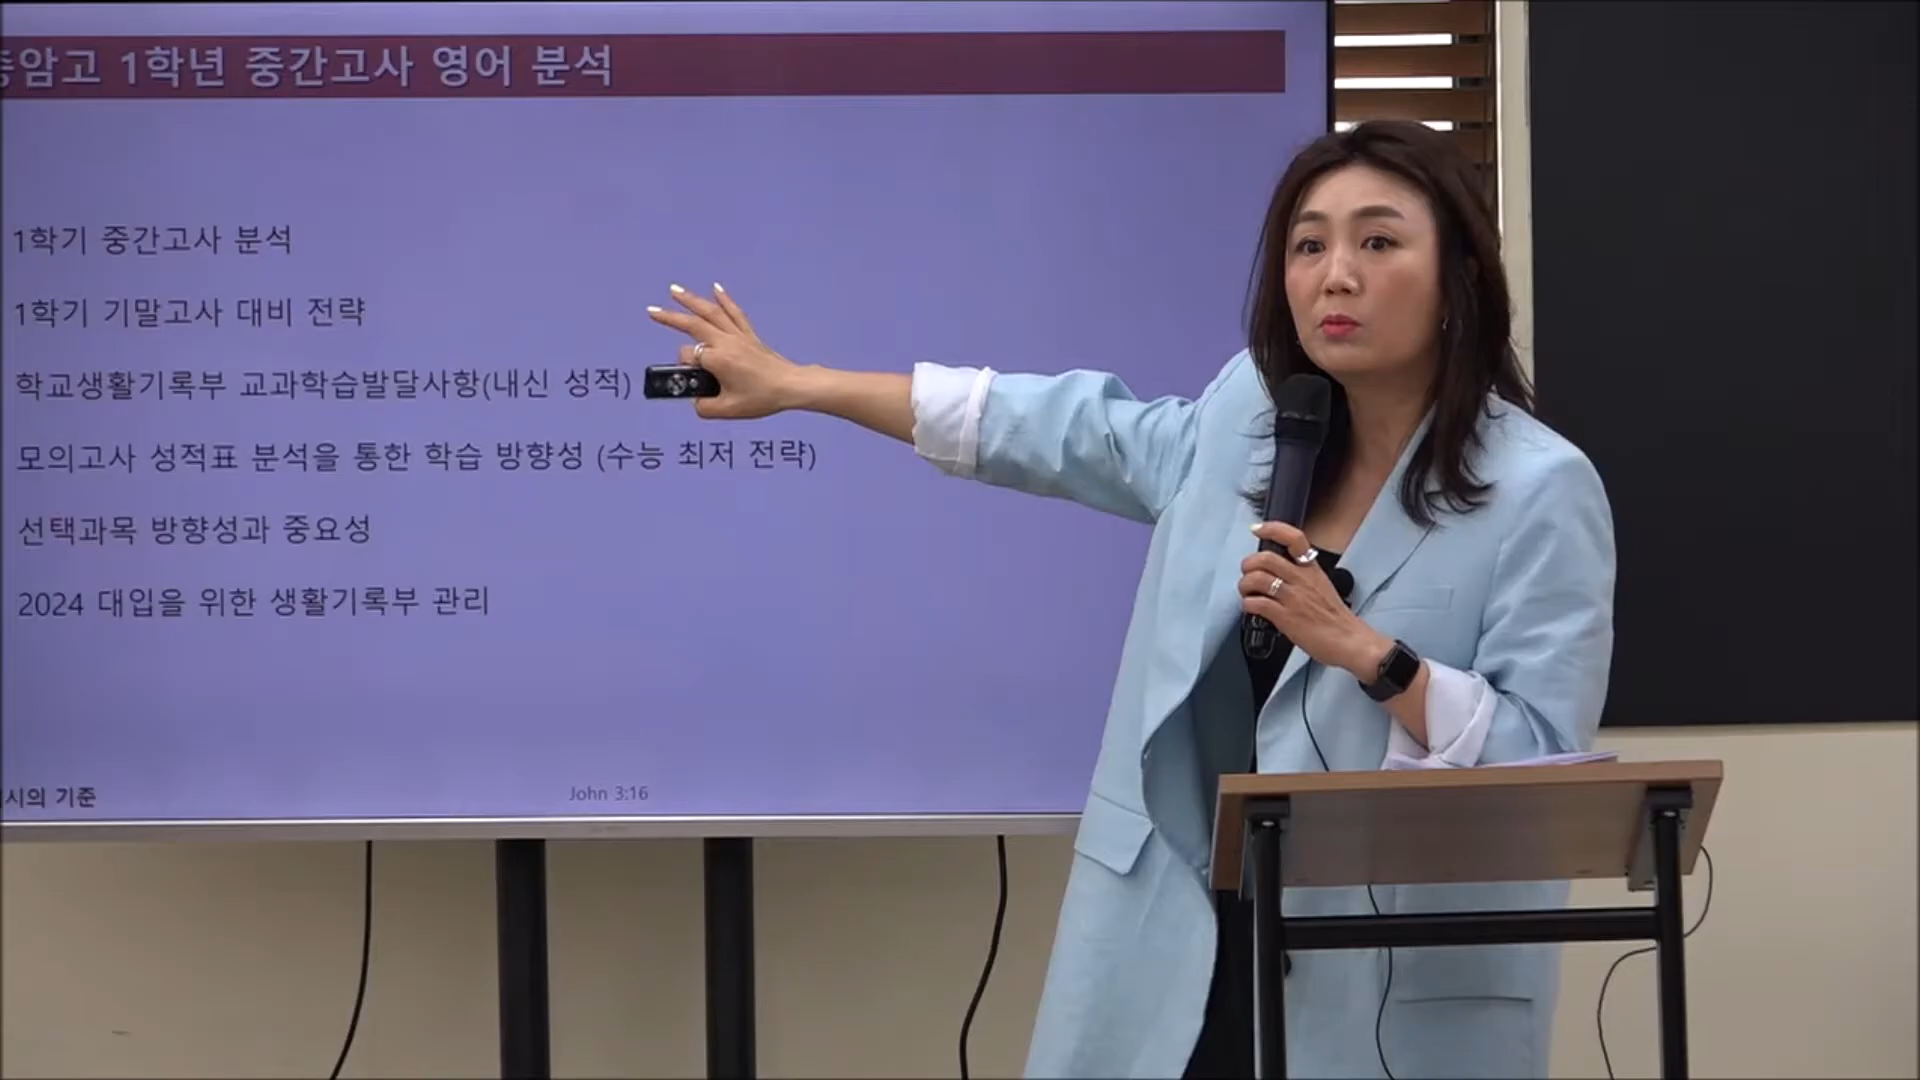 암고 1학년 중간고사 영어 분석
1학기 중간고사 분석
1학기 기말고사 대비 전략
학교생활기록부 교과학습발달사항(내신 성적)
모의고사 성적표 분석을 통한 학습 방향성 (수능 최저 전략)
선택과목 방향성과 중요성
2024 대입을 위한 생활기록부 관리
시의 기준
John 3:16